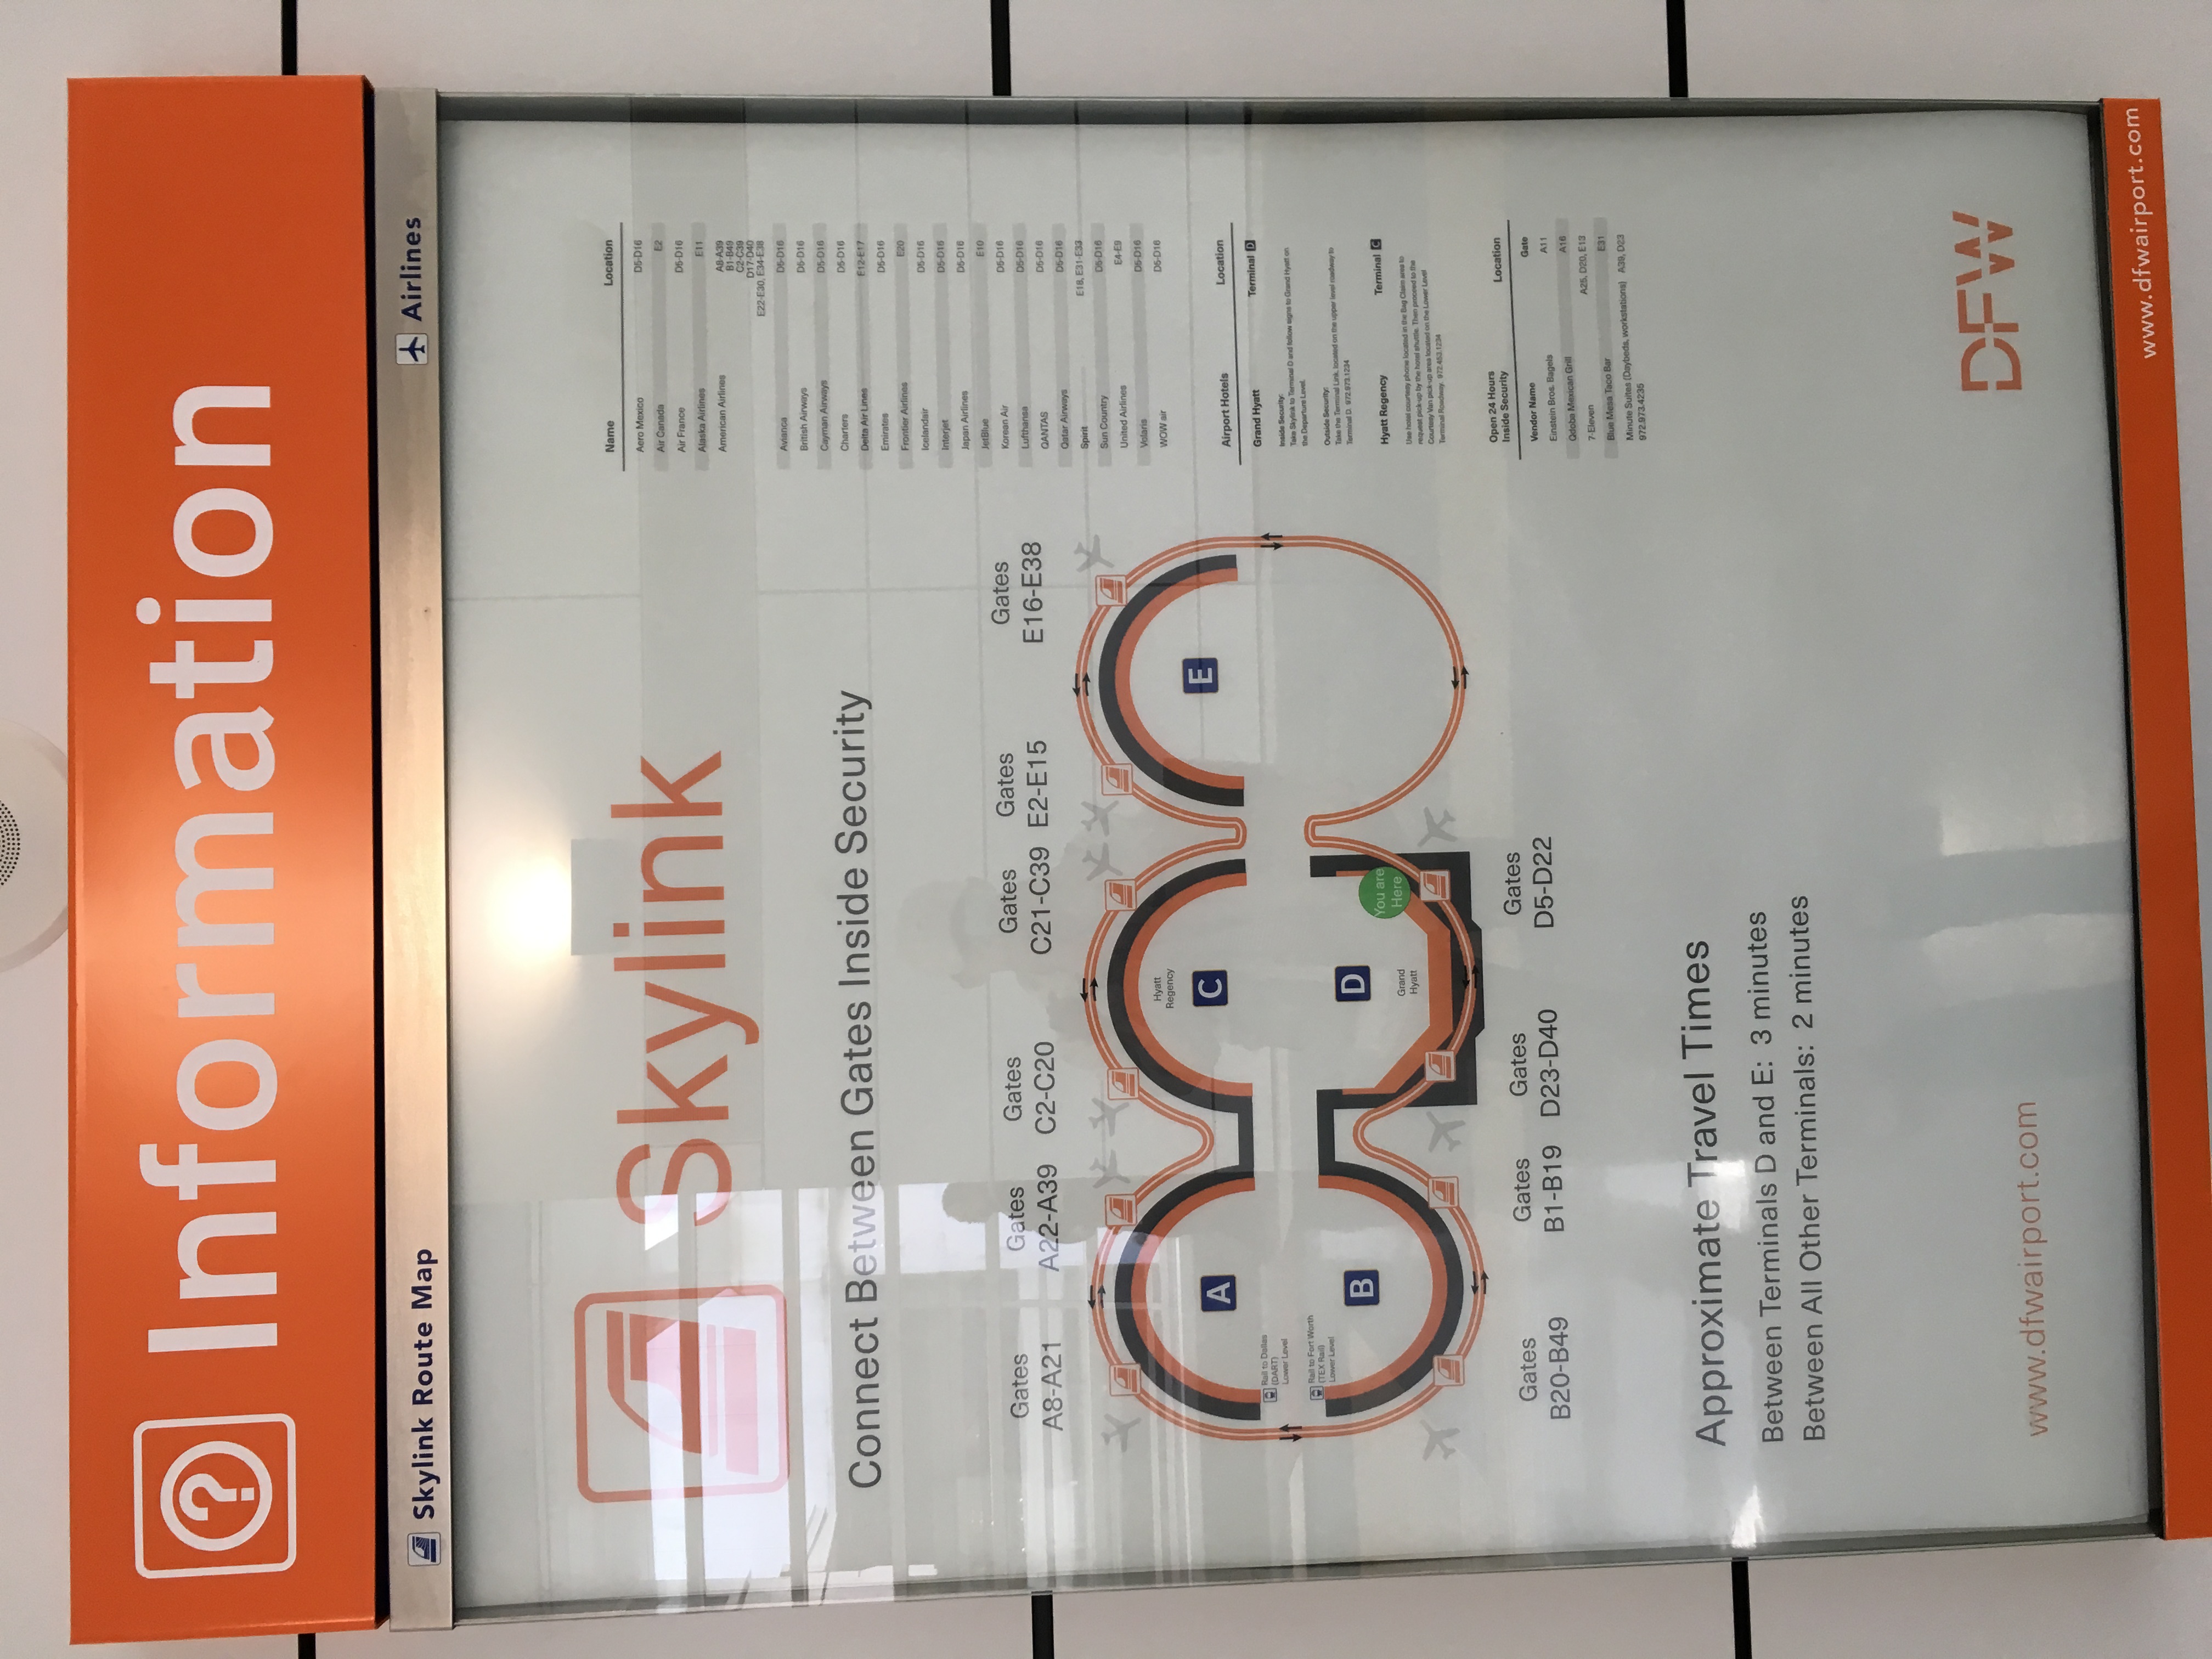 Information
Skylink Route Map
Airlines
Skylink
Connect Between Gates Inside Security
Gates
A8-A21
Gates
A22-A39
Gates
C2-C20
Gates
C21-C39
Gates
E2-E15
Gates
E16-E38
Hyatt
Regency
A
C
E
Rail to Dallas
(DART)
Lower Level
Rail to Fort Worth
(TEX Rail)
Lower Level
B
D
You are
Here
Grand
Hyatt
Gates
B20-B49
Gates
B1-B19
Gates
D23-D40
Gates
D5-D22
Approximate Travel Times
Between Terminals D and E: 3 minutes
Between All Other Terminals: 2 minutes
www.dfwairport.com
Name Location
Aero Mexico D5-D16
Air Canada E2
Air France D5-D16
Alaska Airlines E11
American Airlines A8-A39
B1-B49
C2-C39
D17-D40
E22-E30, E34-E38
Avianca D5-D16
British Airways D5-D16
Cayman Airways D5-D16
Charters D5-D16
Delta Air Lines E12-E17
Emirates D5-D16
Frontier Airlines E20
Icelandair D5-D16
Interjet D5-D16
Japan Airlines D5-D16
JetBlue E10
Korean Air D5-D16
Lufthansa D5-D16
QANTAS D5-D16
Qatar Airways D5-D16
Spirit E18, E31-E33
Sun Country D5-D16
United Airlines E4-E9
Volaris D5-D16
WOW air D5-D16
Airport Hotels Location
Grand Hyatt Terminal D
Inside Security:
Take Skylink to Terminal D and follow signs to Grand Hyatt on
the Departure Level.
Outside Security:
Take the Terminal Link, located on the upper level roadway to
Terminal D. 972.973.1234
Hyatt Regency Terminal C
Use hotel courtesy phone located in the Bag Claim area to
request pick-up by the hotel shuttle. Then proceed to the
Courtesy Van pick-up area located on the Lower Level
Terminal Roadway. 972.453.1234
Open 24 Hours
Inside Security Location
Vendor Name Gate
Einstein Bros. Bagels A11
Qdoba Mexican Grill A16
7-Eleven A25, D20, E13
Blue Mesa Taco Bar E31
Minute Suites (Daybeds, workstations) A39, D23
972.973.4235
DFW
www.dfwairport.com